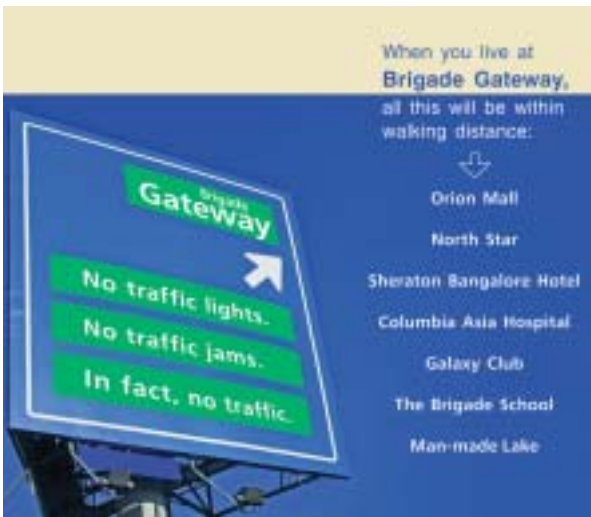 When you live at
Brigade Gateway,
all this will be within
walking distance:
Orion Mall
North Star
Sheraton Bangalore Hotel
Columbia Asia Hospital
Galaxy Club
The Brigade School
Man-made Lake
Brigade
Gateway
No traffic lights.
No traffic jams.
In fact, no traffic.